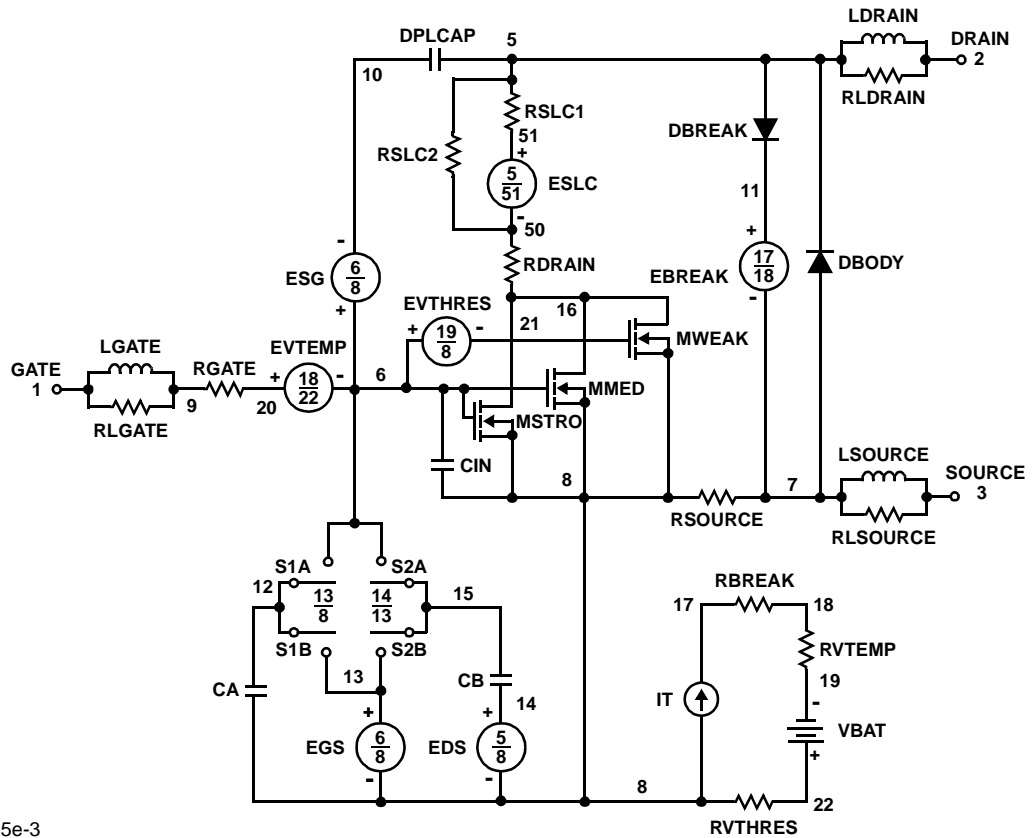 LDRAIN
DPLCAP 5 DRAIN
10 2
RLDRAIN
RSLC1
DBREAK
51
RSLC2 +
5
51 ESLC
11
-
50
- +
RDRAIN
6
8 ESG
17
18 EBREAK
DBODY
+ EVTHRES 16 -
+ 19
8 - 21
MWEAK
LGATE EVTEMP
GATE RGATE + 18
22 - 6
1 MMED
9 20
RLGATE MSTRO
LSOURCE
CIN 8 7 SOURCE
3
RSOURCE
RLSOURCE
S1A S2A
12 13
8 14
13 15 RBREAK
17 18
S1B S2B
13 RVTEMP
CA CB 19
14 IT -
+ + VBAT
EGS 6
8 EDS 5
8 +
- - 8
22
RVTHRES
5e-3